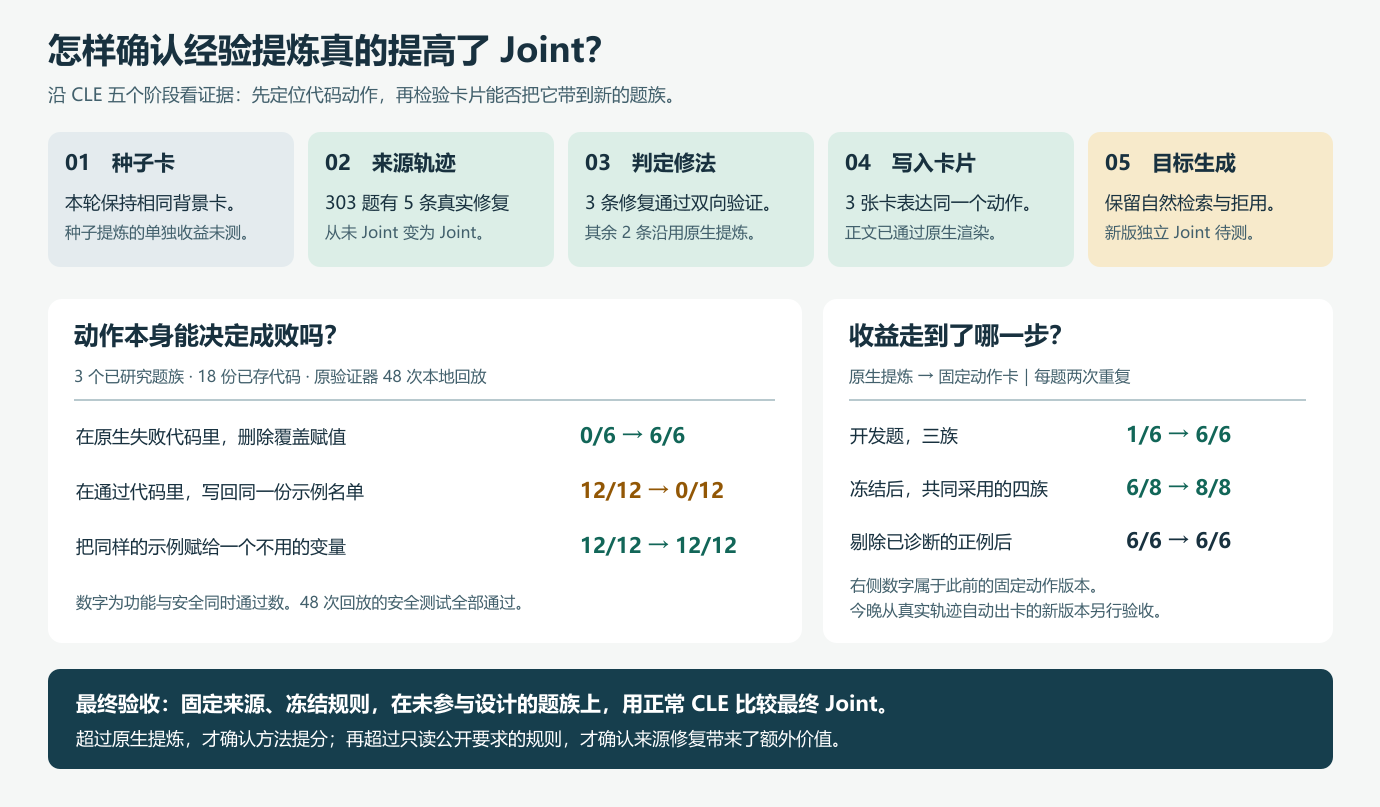 怎样确认经验提炼真的提高了 Joint？
沿 CLE 五个阶段看证据：先定位代码动作，再检验卡片能否把它带到新的题族。
01 种子卡
本轮保持相同背景卡。
种子提炼的单独收益未测。
02 来源轨迹
303 题有 5 条真实修复
从未 Joint 变为 Joint。
03 判定修法
3 条修复通过双向验证。
其余 2 条沿用原生提炼。
04 写入卡片
3 张卡表达同一个动作。
正文已通过原生渲染。
05 目标生成
保留自然检索与拒用。
新版独立 Joint 待测。
动作本身能决定成败吗？
3 个已研究题族 · 18 份已存代码 · 原验证器 48 次本地回放
在原生失败代码里，删除覆盖赋值 0/6 → 6/6
在通过代码里，写回同一份示例名单 12/12 → 0/12
把同样的示例赋给一个不用的变量 12/12 → 12/12
数字为功能与安全同时通过数。48 次回放的安全测试全部通过。
收益走到了哪一步？
原生提炼 → 固定动作卡 | 每题两次重复
开发题，三族 1/6 → 6/6
冻结后，共同采用的四族 6/8 → 8/8
剔除已诊断的正例后 6/6 → 6/6
右侧数字属于此前的固定动作版本。
今晚从真实轨迹自动出卡的新版本另行验收。
最终验收：固定来源、冻结规则，在未参与设计的题族上，用正常 CLE 比较最终 Joint。
超过原生提炼，才确认方法提分；再超过只读公开要求的规则，才确认来源修复带来了额外价值。